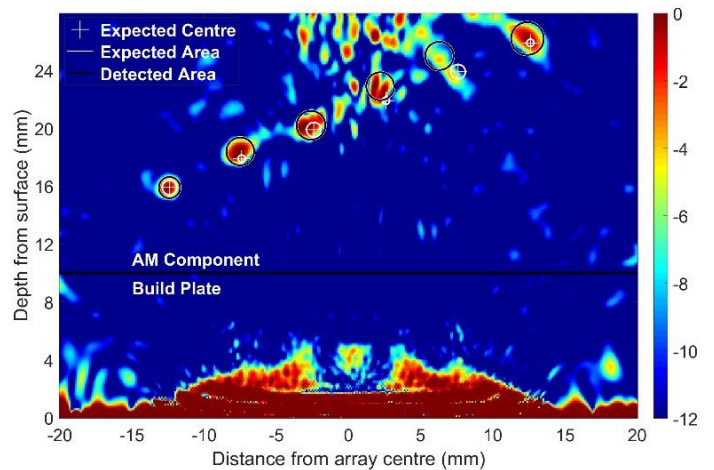 Expected Centre
Expected Area
Detected Area
AM Component
Build Plate
Depth from surface (mm)
24
20
16
12
8
4
0
-20 -15 -10 -5 0 5 10 15 20
Distance from array centre (mm)
0
-2
-4
-6
-8
-10
-12